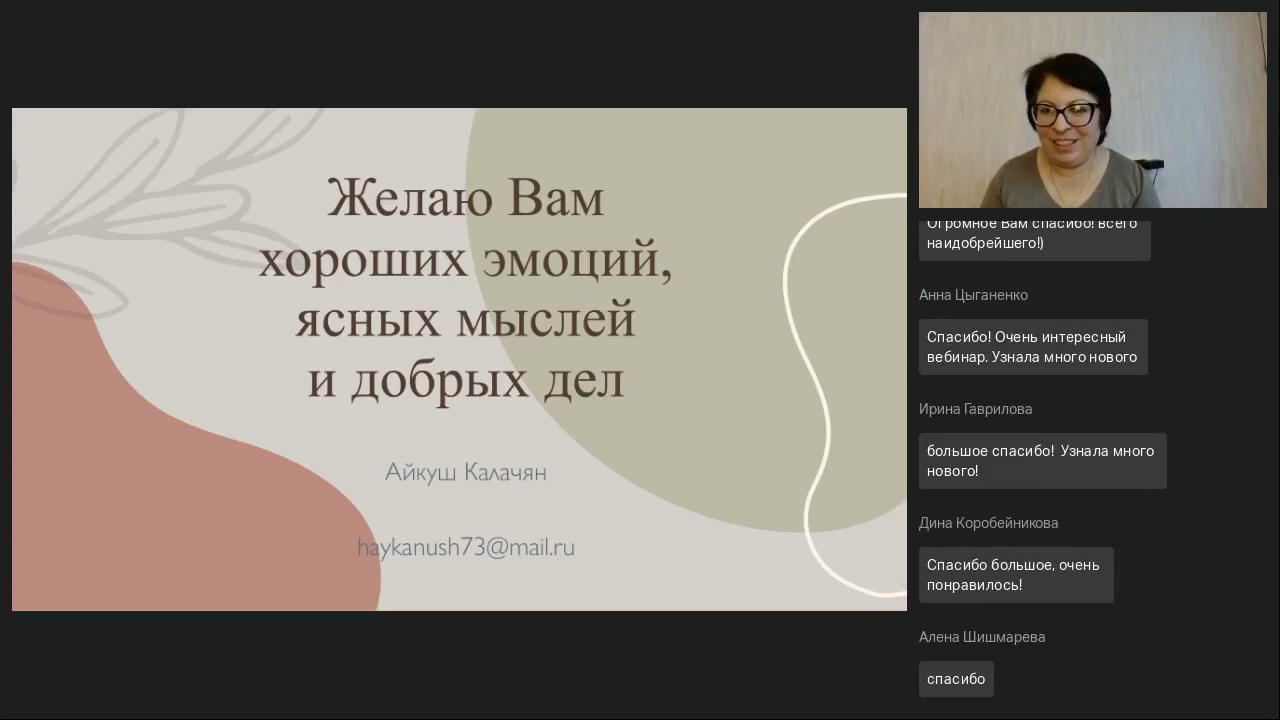 Желаю Вам
хороших эмоций,
ясных мыслей
и добрых дел
Айкуш Калачян
haykanush73@mail.ru
Огромное Вам спасибо! всего
наидобрейшего!)
Анна Цыганенко
Спасибо! Очень интересный
вебинар. Узнала много нового
Ирина Гаврилова
большое спасибо! Узнала много
нового!
Дина Коробейникова
Спасибо большое, очень
понравилось!
Алена Шишмарева
спасибо